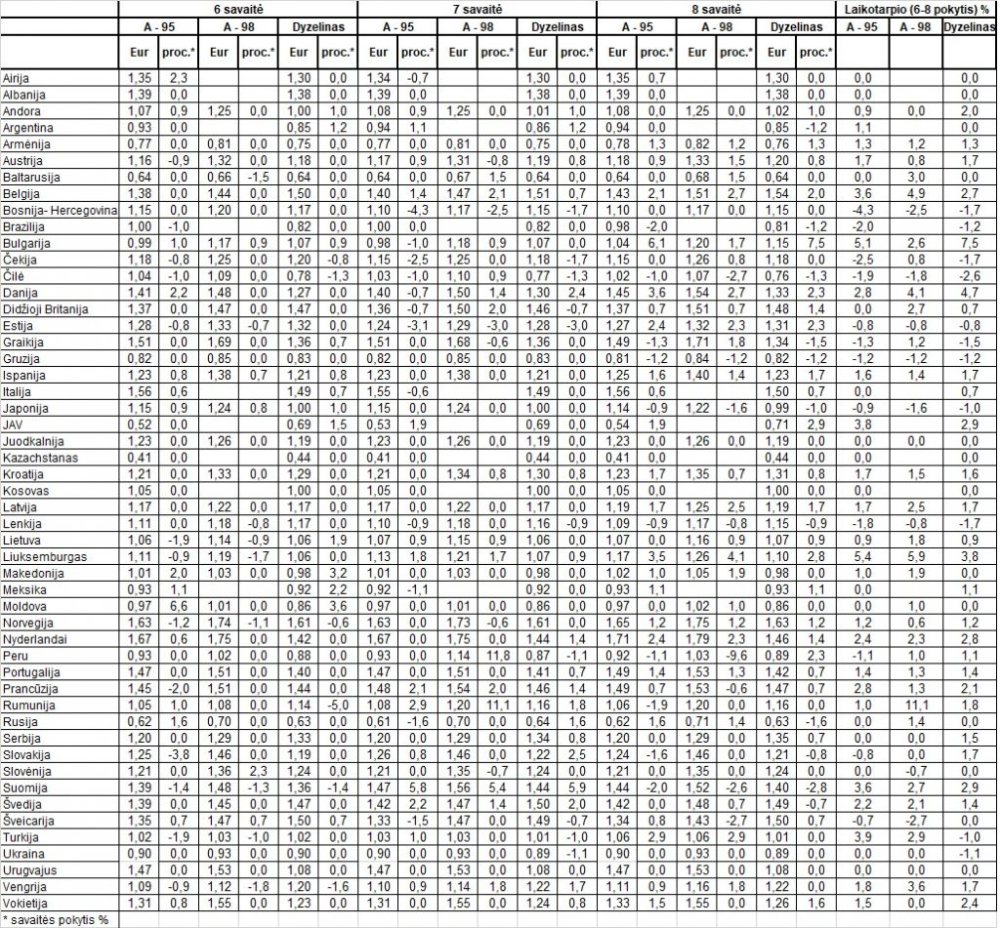 6 savaitė 7 savaitė 8 savaitė Laikotarpio (6-8 pokytis) %
A - 95 A - 98 Dyzelinas A - 95 A - 98 Dyzelinas A - 95 A - 98 Dyzelinas A - 95 A - 98 Dyzelinas
Eur proc.* Eur proc.* Eur proc.* Eur proc.* Eur proc.* Eur proc.* Eur proc.* Eur proc.* Eur proc.*
Airija 1,35 2,3 1,30 0,0 1,34 -0,7 1,30 0,0 1,35 0,7 1,30 0,0 0,0 0,0
Albanija 1,39 0,0 1,38 0,0 1,39 0,0 1,38 0,0 1,39 0,0 1,38 0,0 0,0 0,0
Andora 1,07 0,9 1,25 0,0 1,00 1,0 1,08 0,9 1,25 0,0 1,01 1,0 1,08 0,0 1,25 0,0 1,02 1,0 0,9 0,0 2,0
Argentina 0,93 0,0 0,85 1,2 0,94 1,1 0,86 1,2 0,94 0,0 0,85 -1,2 1,1 0,0
Armėnija 0,77 0,0 0,81 0,0 0,75 0,0 0,77 0,0 0,81 0,0 0,75 0,0 0,78 1,3 0,82 1,2 0,76 1,3 1,3 1,2 1,3
Austrija 1,16 -0,9 1,32 0,0 1,18 0,0 1,17 0,9 1,31 -0,8 1,19 0,8 1,18 0,9 1,33 1,5 1,20 0,8 1,7 0,8 1,7
Baltarusija 0,64 0,0 0,66 -1,5 0,64 0,0 0,64 0,0 0,67 1,5 0,64 0,0 0,64 0,0 0,68 1,5 0,64 0,0 0,0 3,0 0,0
Belgija 1,38 0,0 1,44 0,0 1,50 0,0 1,40 1,4 1,47 2,1 1,51 0,7 1,43 2,1 1,51 2,7 1,54 2,0 3,6 4,9 2,7
Bosnija- Hercegovina 1,15 0,0 1,20 0,0 1,17 0,0 1,10 -4,3 1,17 -2,5 1,15 -1,7 1,10 0,0 1,17 0,0 1,15 0,0 -4,3 -2,5 -1,7
Brazilija 1,00 -1,0 0,82 0,0 1,00 0,0 0,82 0,0 0,98 -2,0 0,81 -1,2 -2,0 -1,2
Bulgarija 0,99 1,0 1,17 0,9 1,07 0,9 0,98 -1,0 1,18 0,9 1,07 0,0 1,04 6,1 1,20 1,7 1,15 7,5 5,1 2,6 7,5
Čekija 1,18 -0,8 1,25 0,0 1,20 -0,8 1,15 -2,5 1,25 0,0 1,18 -1,7 1,15 0,0 1,26 0,8 1,18 0,0 -2,5 0,8 -1,7
Čilė 1,04 -1,0 1,09 0,0 0,78 -1,3 1,03 -1,0 1,10 0,9 0,77 -1,3 1,02 -1,0 1,07 -2,7 0,76 -1,3 -1,9 -1,8 -2,6
Danija 1,41 2,2 1,48 0,0 1,27 0,0 1,40 -0,7 1,50 1,4 1,30 2,4 1,45 3,6 1,54 2,7 1,33 2,3 2,8 4,1 4,7
Didžioji Britanija 1,37 0,0 1,47 0,0 1,47 0,0 1,36 -0,7 1,50 2,0 1,46 -0,7 1,37 0,7 1,51 0,7 1,48 1,4 0,0 2,7 0,7
Estija 1,28 -0,8 1,33 -0,7 1,32 0,0 1,24 -3,1 1,29 -3,0 1,28 -3,0 1,27 2,4 1,32 2,3 1,31 2,3 -0,8 -0,8 -0,8
Graikija 1,51 0,0 1,69 0,0 1,36 0,7 1,51 0,0 1,68 -0,6 1,36 0,0 1,49 -1,3 1,71 1,8 1,34 -1,5 -1,3 1,2 -1,5
Gruzija 0,82 0,0 0,85 0,0 0,83 0,0 0,82 0,0 0,85 0,0 0,83 0,0 0,81 -1,2 0,84 -1,2 0,82 -1,2 -1,2 -1,2 -1,2
Ispanija 1,23 0,8 1,38 0,7 1,21 0,8 1,23 0,0 1,38 0,0 1,21 0,0 1,25 1,6 1,40 1,4 1,23 1,7 1,6 1,4 1,7
Italija 1,56 0,6 1,49 0,7 1,55 -0,6 1,49 0,0 1,56 0,6 1,50 0,7 0,0 0,7
Japonija 1,15 0,9 1,24 0,8 1,00 1,0 1,15 0,0 1,24 0,0 1,00 0,0 1,14 -0,9 1,22 -1,6 0,99 -1,0 -0,9 -1,6 -1,0
JAV 0,52 0,0 0,69 1,5 0,53 1,9 0,69 0,0 0,54 1,9 0,71 2,9 3,8 2,9
Juodkalnija 1,23 0,0 1,26 0,0 1,19 0,0 1,23 0,0 1,26 0,0 1,19 0,0 1,23 0,0 1,26 0,0 1,19 0,0 0,0 0,0 0,0
Kazachstanas 0,41 0,0 0,44 0,0 0,41 0,0 0,44 0,0 0,41 0,0 0,44 0,0 0,0 0,0
Kroatija 1,21 0,0 1,33 0,0 1,29 0,0 1,21 0,0 1,34 0,8 1,30 0,8 1,23 1,7 1,35 0,7 1,31 0,8 1,7 1,5 1,6
Kosovas 1,05 0,0 1,00 0,0 1,05 0,0 1,00 0,0 1,05 0,0 1,00 0,0 0,0 0,0
Latvija 1,17 0,0 1,22 0,0 1,17 0,0 1,17 0,0 1,22 0,0 1,17 0,0 1,19 1,7 1,25 2,5 1,19 1,7 1,7 2,5 1,7
Lenkija 1,11 0,0 1,18 -0,8 1,17 0,0 1,10 -0,9 1,18 0,0 1,16 -0,9 1,09 -0,9 1,17 -0,8 1,15 -0,9 -1,8 -0,8 -1,7
Lietuva 1,06 -1,9 1,14 -0,9 1,06 1,9 1,07 0,9 1,15 0,9 1,06 0,0 1,07 0,0 1,16 0,9 1,07 0,9 0,9 1,8 0,9
Liuksemburgas 1,11 -0,9 1,19 -1,7 1,06 0,0 1,13 1,8 1,21 1,7 1,07 0,9 1,17 3,5 1,26 4,1 1,10 2,8 5,4 5,9 3,8
Makedonija 1,01 2,0 1,03 0,0 0,98 3,2 1,01 0,0 1,03 0,0 0,98 0,0 1,02 1,0 1,05 1,9 0,98 0,0 1,0 1,9 0,0
Meksika 0,93 1,1 0,92 2,2 0,92 -1,1 0,92 0,0 0,93 1,1 0,93 1,1 0,0 1,1
Moldova 0,97 6,6 1,01 0,0 0,86 3,6 0,97 0,0 1,01 0,0 0,86 0,0 0,97 0,0 1,02 1,0 0,86 0,0 0,0 1,0 0,0
Norvegija 1,63 -1,2 1,74 -1,1 1,61 -0,6 1,63 0,0 1,73 -0,6 1,61 0,0 1,65 1,2 1,75 1,2 1,63 1,2 1,2 0,6 1,2
Nyderlandai 1,67 0,6 1,75 0,0 1,42 0,0 1,67 0,0 1,75 0,0 1,44 1,4 1,71 2,4 1,79 2,3 1,46 1,4 2,4 2,3 2,8
Peru 0,93 0,0 1,02 0,0 0,88 0,0 0,93 0,0 1,14 11,8 0,87 -1,1 0,92 -1,1 1,03 -9,6 0,89 2,3 -1,1 1,0 1,1
Portugalija 1,47 0,0 1,51 0,0 1,40 0,0 1,47 0,0 1,51 0,0 1,41 0,7 1,49 1,4 1,53 1,3 1,42 0,7 1,4 1,3 1,4
Prancūzija 1,45 -2,0 1,51 0,0 1,44 0,0 1,48 2,1 1,54 2,0 1,46 1,4 1,49 0,7 1,53 -0,6 1,47 0,7 2,8 1,3 2,1
Rumunija 1,05 1,0 1,08 0,0 1,14 -5,0 1,08 2,9 1,20 11,1 1,16 1,8 1,06 -1,9 1,20 0,0 1,16 0,0 1,0 11,1 1,8
Rusija 0,62 1,6 0,70 0,0 0,63 0,0 0,61 -1,6 0,70 0,0 0,64 1,6 0,62 1,6 0,71 1,4 0,63 -1,6 0,0 1,4 0,0
Serbija 1,20 0,0 1,29 0,0 1,33 0,0 1,20 0,0 1,29 0,0 1,34 0,8 1,20 0,0 1,29 0,0 1,35 0,7 0,0 0,0 1,5
Slovakija 1,25 -3,8 1,46 0,0 1,19 0,0 1,26 0,8 1,46 0,0 1,22 2,5 1,24 -1,6 1,46 0,0 1,21 -0,8 -0,8 0,0 1,7
Slovėnija 1,21 0,0 1,36 2,3 1,24 0,0 1,21 0,0 1,35 -0,7 1,24 0,0 1,21 0,0 1,35 0,0 1,24 0,0 0,0 -0,7 0,0
Suomija 1,39 -1,4 1,48 -1,3 1,36 -1,4 1,47 5,8 1,56 5,4 1,44 5,9 1,44 -2,0 1,52 -2,6 1,40 -2,8 3,6 2,7 2,9
Švedija 1,39 0,0 1,45 0,0 1,47 0,0 1,42 2,2 1,47 1,4 1,50 2,0 1,42 0,0 1,48 0,7 1,49 -0,7 2,2 2,1 1,4
Šveicarija 1,35 0,7 1,47 0,7 1,50 0,7 1,33 -1,5 1,47 0,0 1,49 -0,7 1,34 0,8 1,43 -2,7 1,50 0,7 -0,7 -2,7 0,0
Turkija 1,02 -1,9 1,03 -1,0 1,02 0,0 1,03 1,0 1,03 0,0 1,01 -1,0 1,06 2,9 1,06 2,9 1,01 0,0 3,9 2,9 -1,0
Ukraina 0,90 0,0 0,93 0,0 0,90 0,0 0,90 0,0 0,93 0,0 0,89 -1,1 0,90 0,0 0,93 0,0 0,89 0,0 0,0 0,0 -1,1
Urugvajus 1,47 0,0 1,53 0,0 1,08 0,0 1,47 0,0 1,53 0,0 1,08 0,0 1,47 0,0 1,53 0,0 1,08 0,0 0,0 0,0 0,0
Vengrija 1,09 -0,9 1,12 -1,8 1,20 -1,6 1,10 0,9 1,14 1,8 1,22 1,7 1,11 0,9 1,16 1,8 1,22 0,0 1,8 3,6 1,7
Vokietija 1,31 0,8 1,55 0,0 1,23 0,0 1,31 0,0 1,55 0,0 1,24 0,8 1,33 1,5 1,55 0,0 1,26 1,6 1,5 0,0 2,4
* savaitės pokytis %